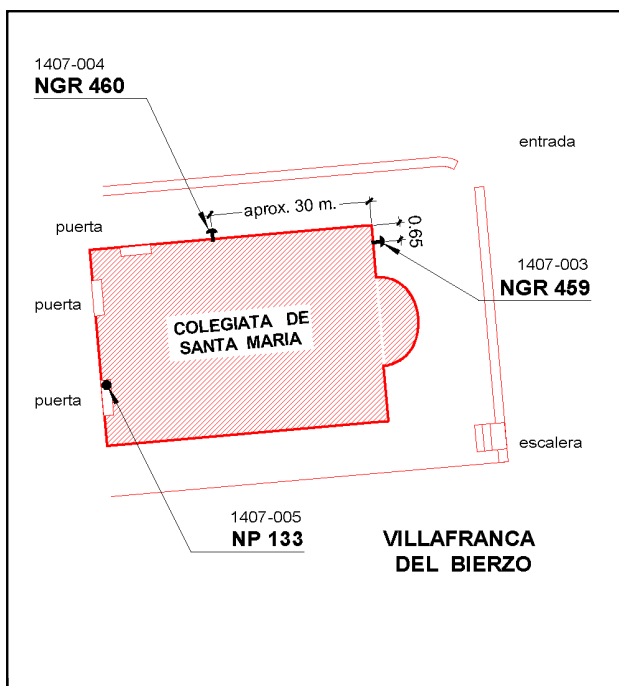 1407-004
NGR 460
entrada
aprox. 30 m.
0.65
puerta
1407-003
NGR 459
puerta
COLEGIATA DE
SANTA MARIA
puerta
escalera
1407-005
NP 133
VILLAFRANCA
DEL BIERZO